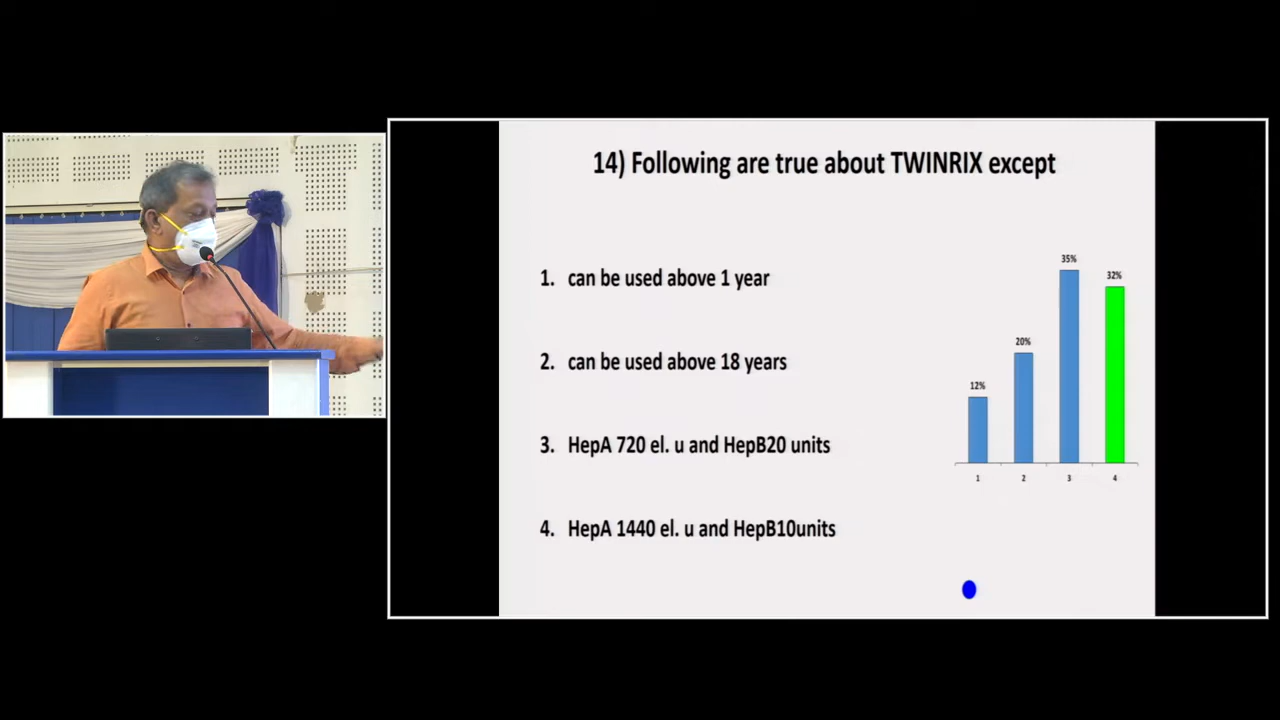 14) Following are true about TWINRIX except
1. can be used above 1 year
2. can be used above 18 years
3. HepA 720 el. u and HepB20 units
4. HepA 1440 el. u and HepB10units
35%
32%
20%
12%
1 2 3 4